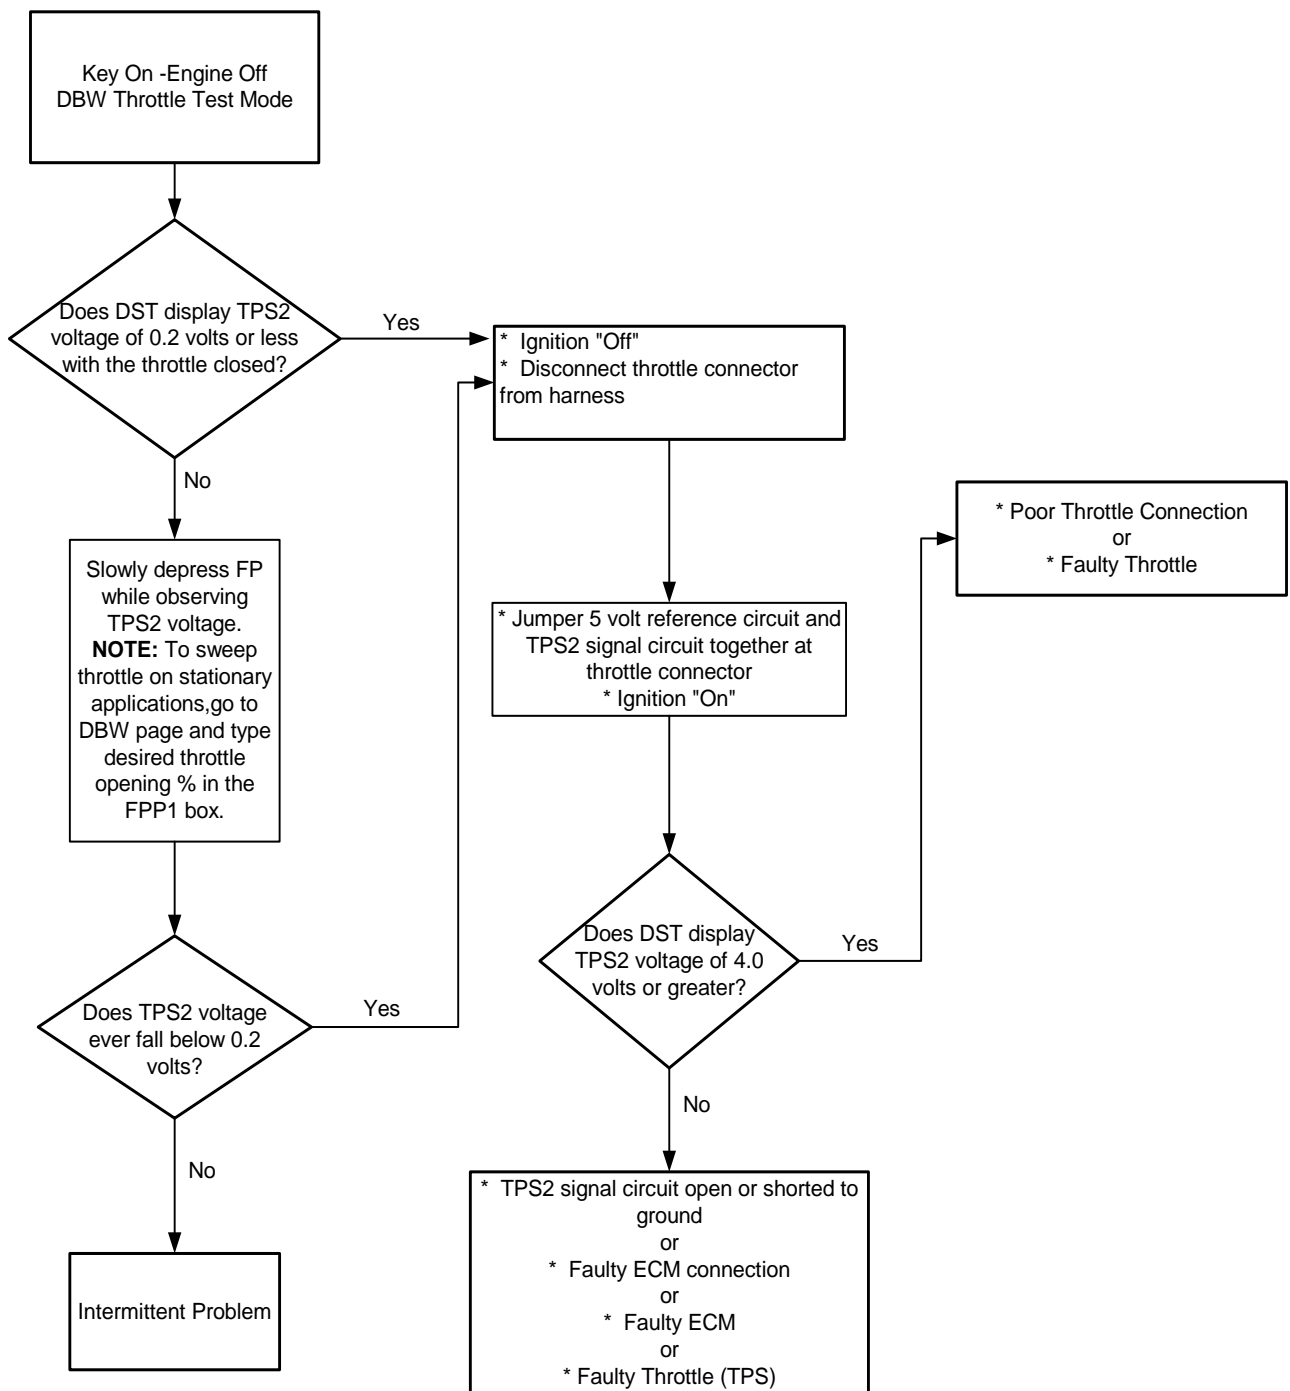 Key On -Engine Off
DBW Throttle Test Mode
Does DST display TPS2
voltage of 0.2 volts or less
with the throttle closed?
Yes
* Ignition "Off"
* Disconnect throttle connector
from harness
No
Slowly depress FP
while observing
TPS2 voltage.
NOTE: To sweep
throttle on stationary
applications,go to
DBW page and type
desired throttle
opening % in the
FPP1 box.
* Poor Throttle Connection
or
* Faulty Throttle
* Jumper 5 volt reference circuit and
TPS2 signal circuit together at
throttle connector
* Ignition "On"
Does DST display
TPS2 voltage of 4.0
volts or greater?
Yes
Does TPS2 voltage
ever fall below 0.2
volts?
Yes
No
No
* TPS2 signal circuit open or shorted to
ground
or
* Faulty ECM connection
or
* Faulty ECM
or
* Faulty Throttle (TPS)
Intermittent Problem